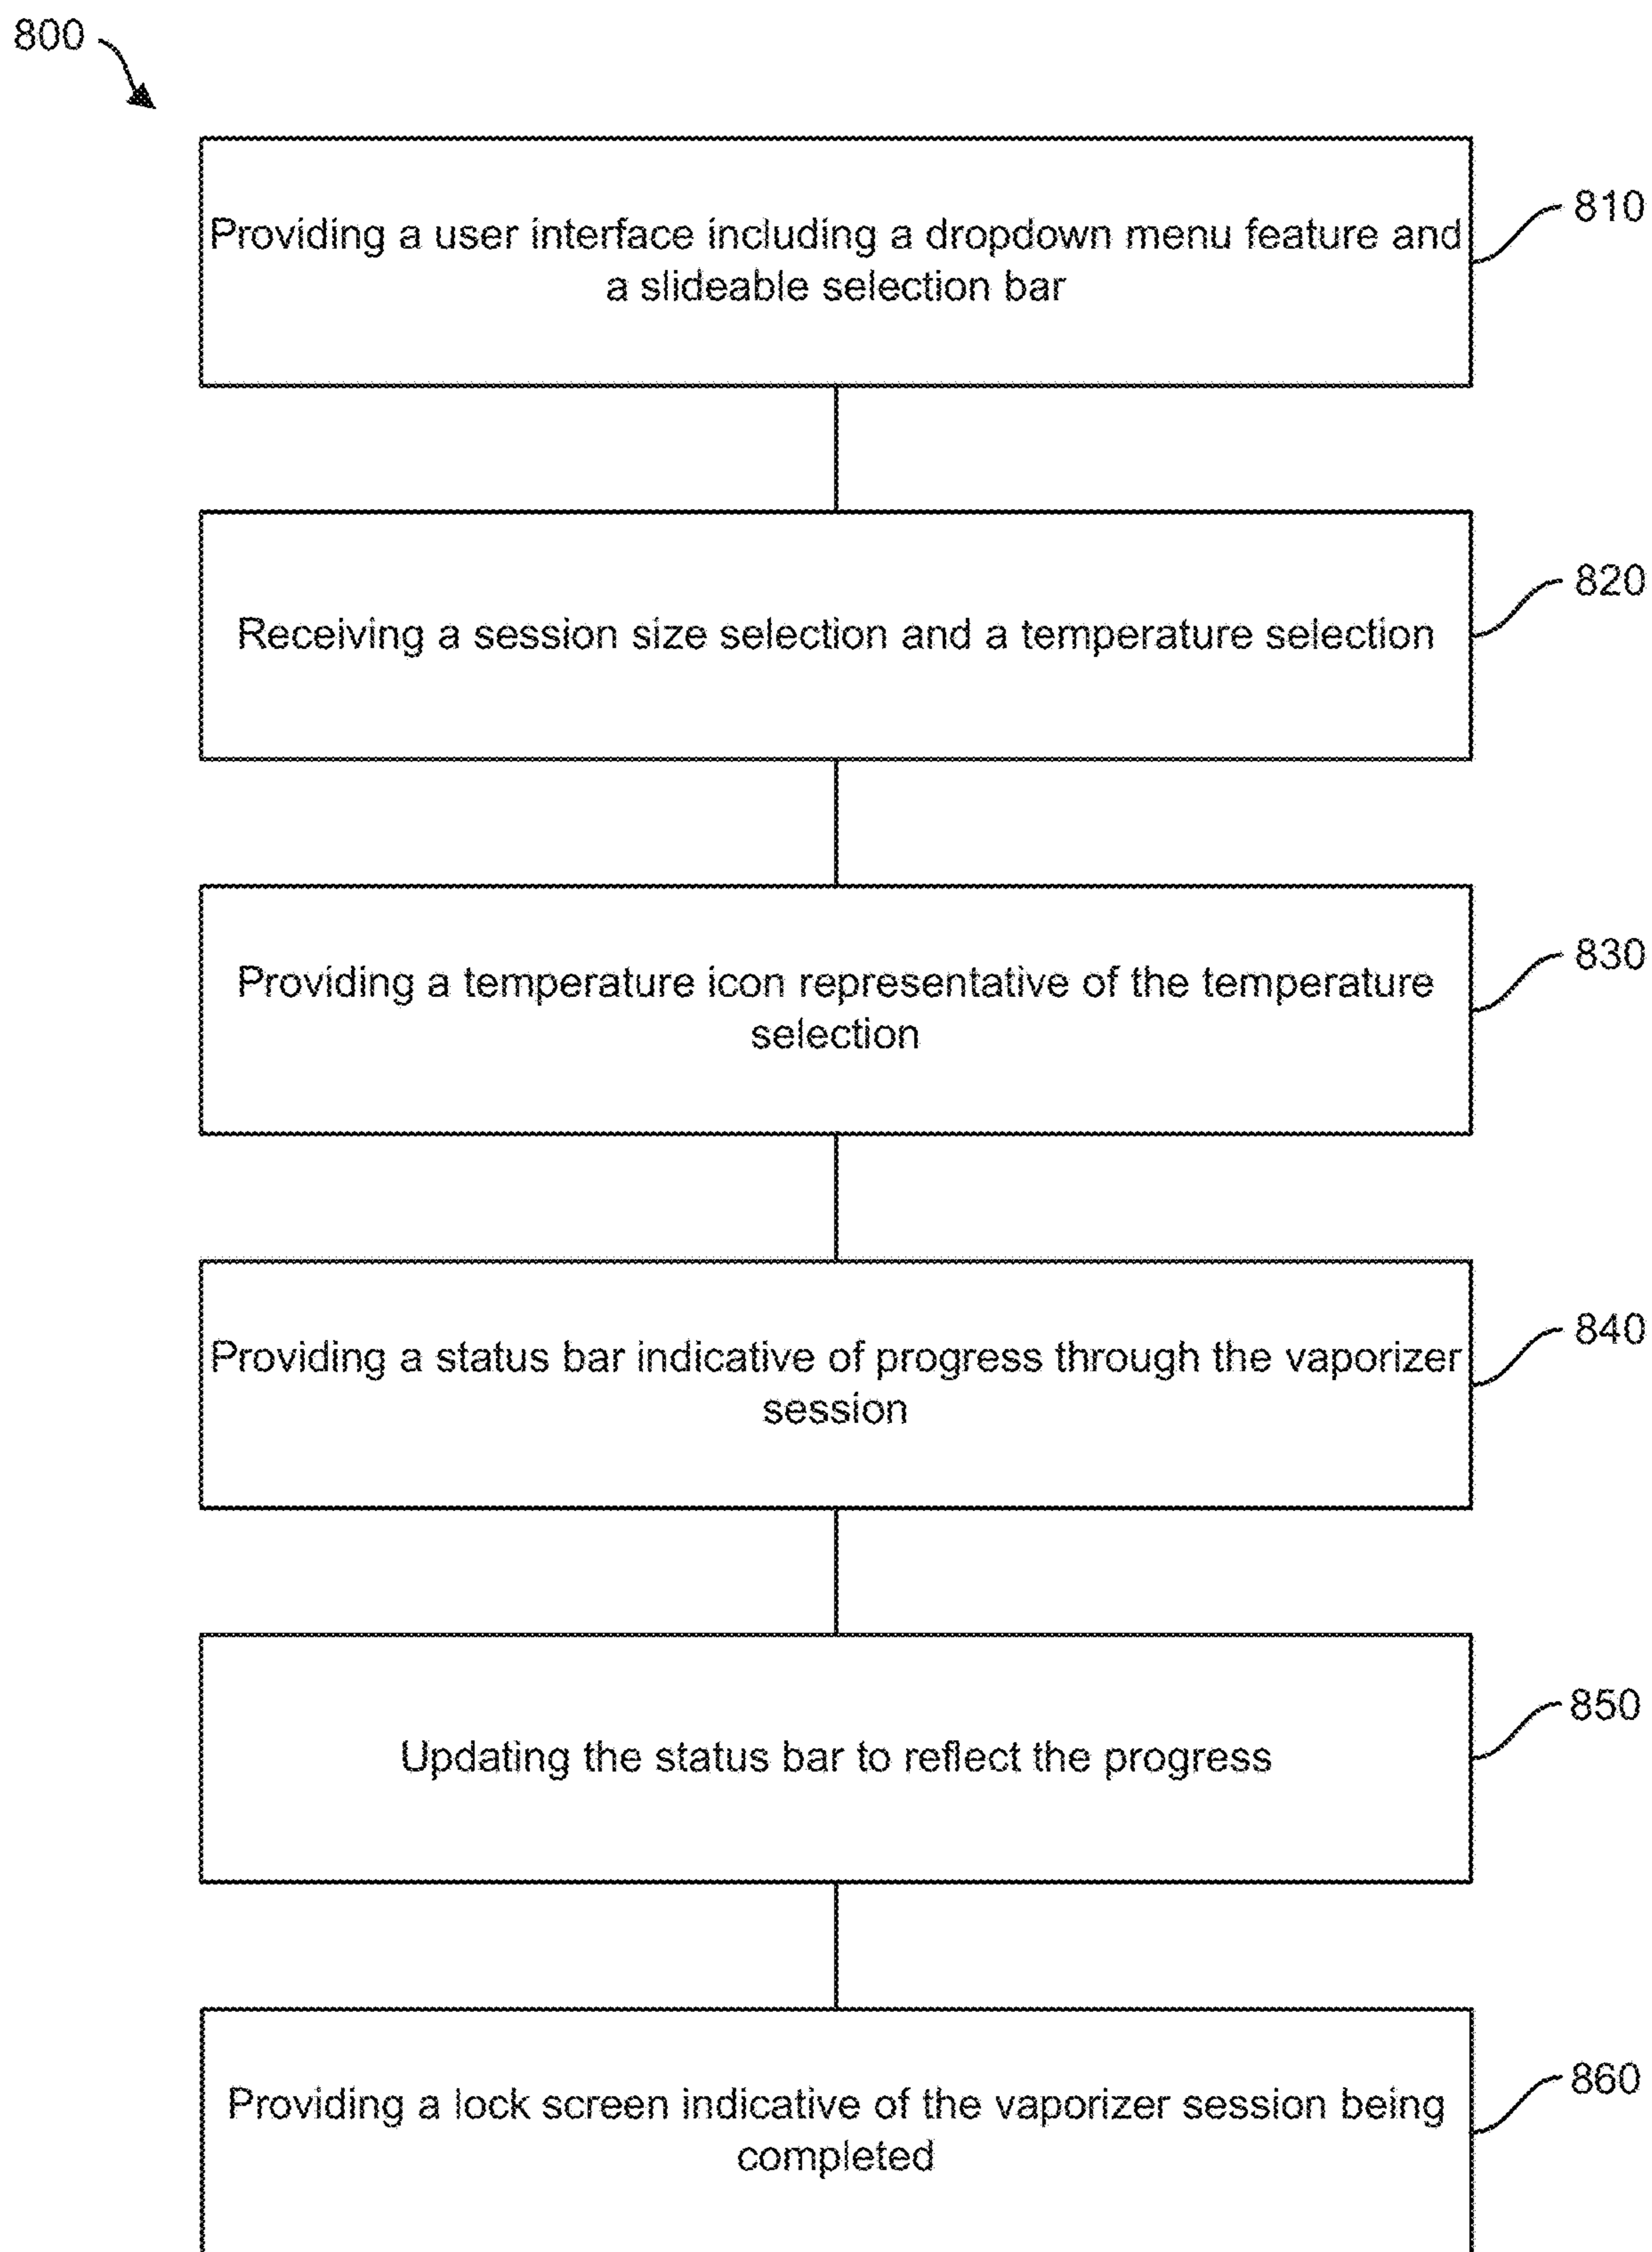 800
Providing a user interface including a dropdown menu feature and
a slideable selection bar
810
Receiving a session size selection and a temperature selection
820
Providing a temperature icon representative of the temperature
selection
830
Providing a status bar indicative of progress through the vaporizer
session
840
Updating the status bar to reflect the progress
850
Providing a lock screen indicative of the vaporizer session being
completed
860